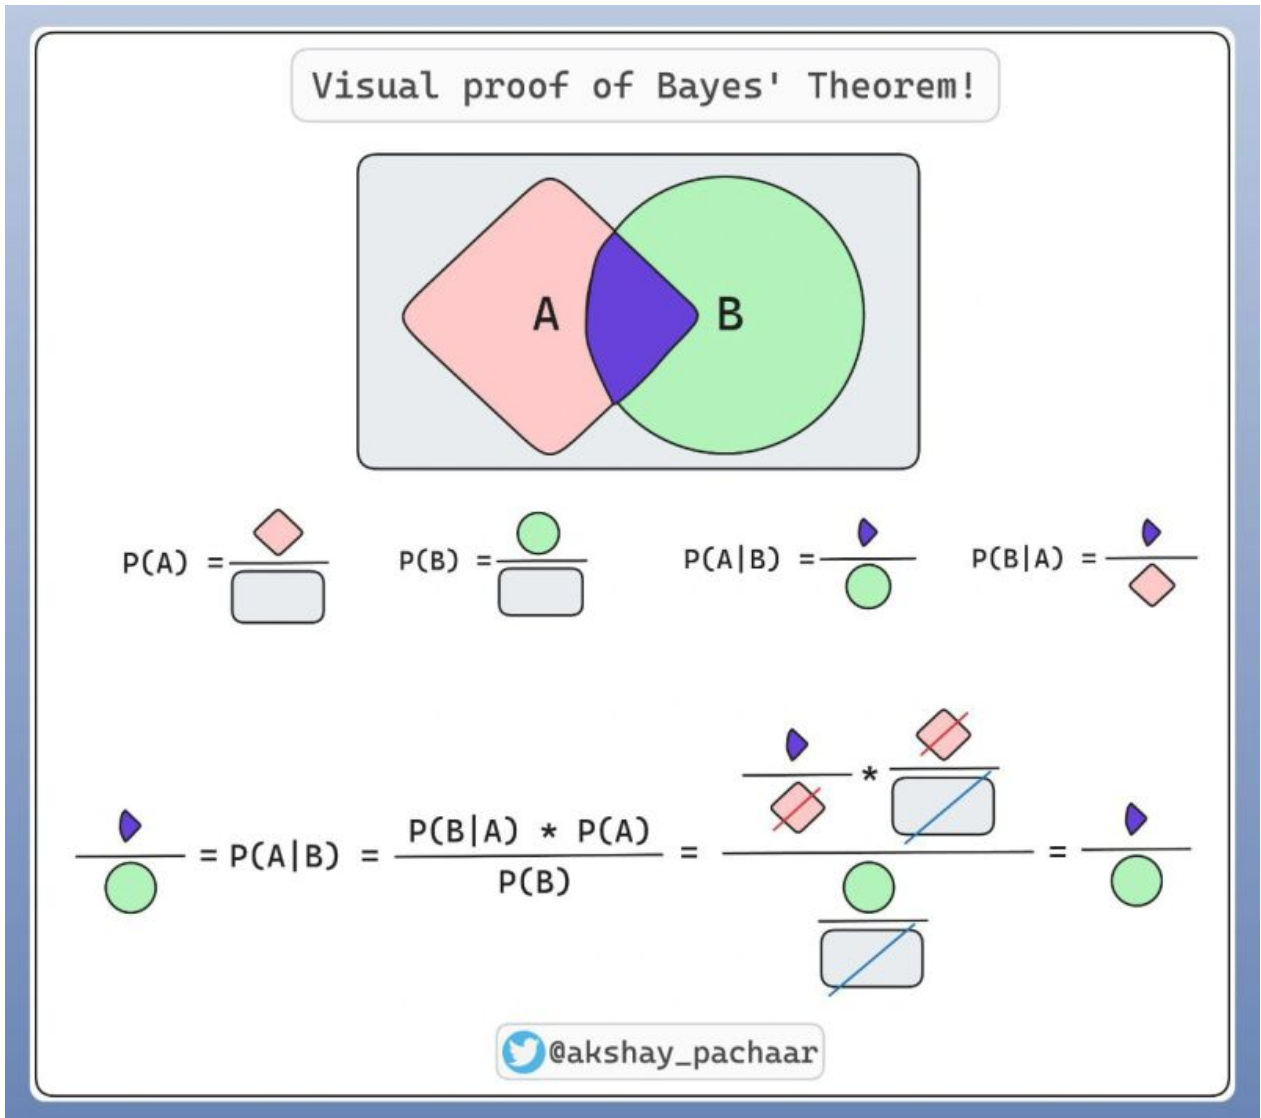 Visual proof of Bayes' Theorem!
A B
P(A) = P(B) = P(A|B) = P(B|A) =
= P(A|B) = P(B|A) * P(A) = * =
P(B)
@akshay_pachaar